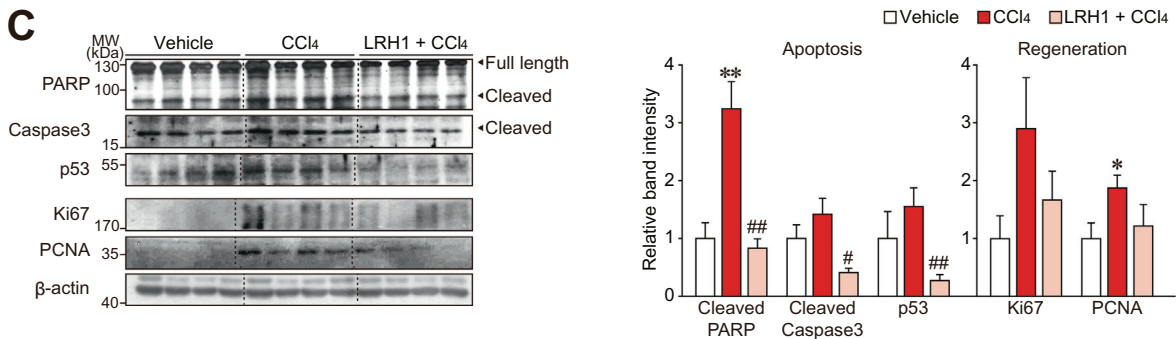 C
MW
(kDa)
Vehicle CCl₄ LRH1 + CCl₄
PARP 130 100 ◂Full length ◂Cleaved
Caspase3 15 ◂Cleaved
p53 55
Ki67 170
PCNA 35
β-actin 40
Vehicle CCl₄ LRH1 + CCl₄
Apoptosis Regeneration
Relative band intensity
4 4
3 3
2 2
1 1
0 0
** ## # ## *
Cleaved PARP
Cleaved Caspase3
p53
Ki67
PCNA